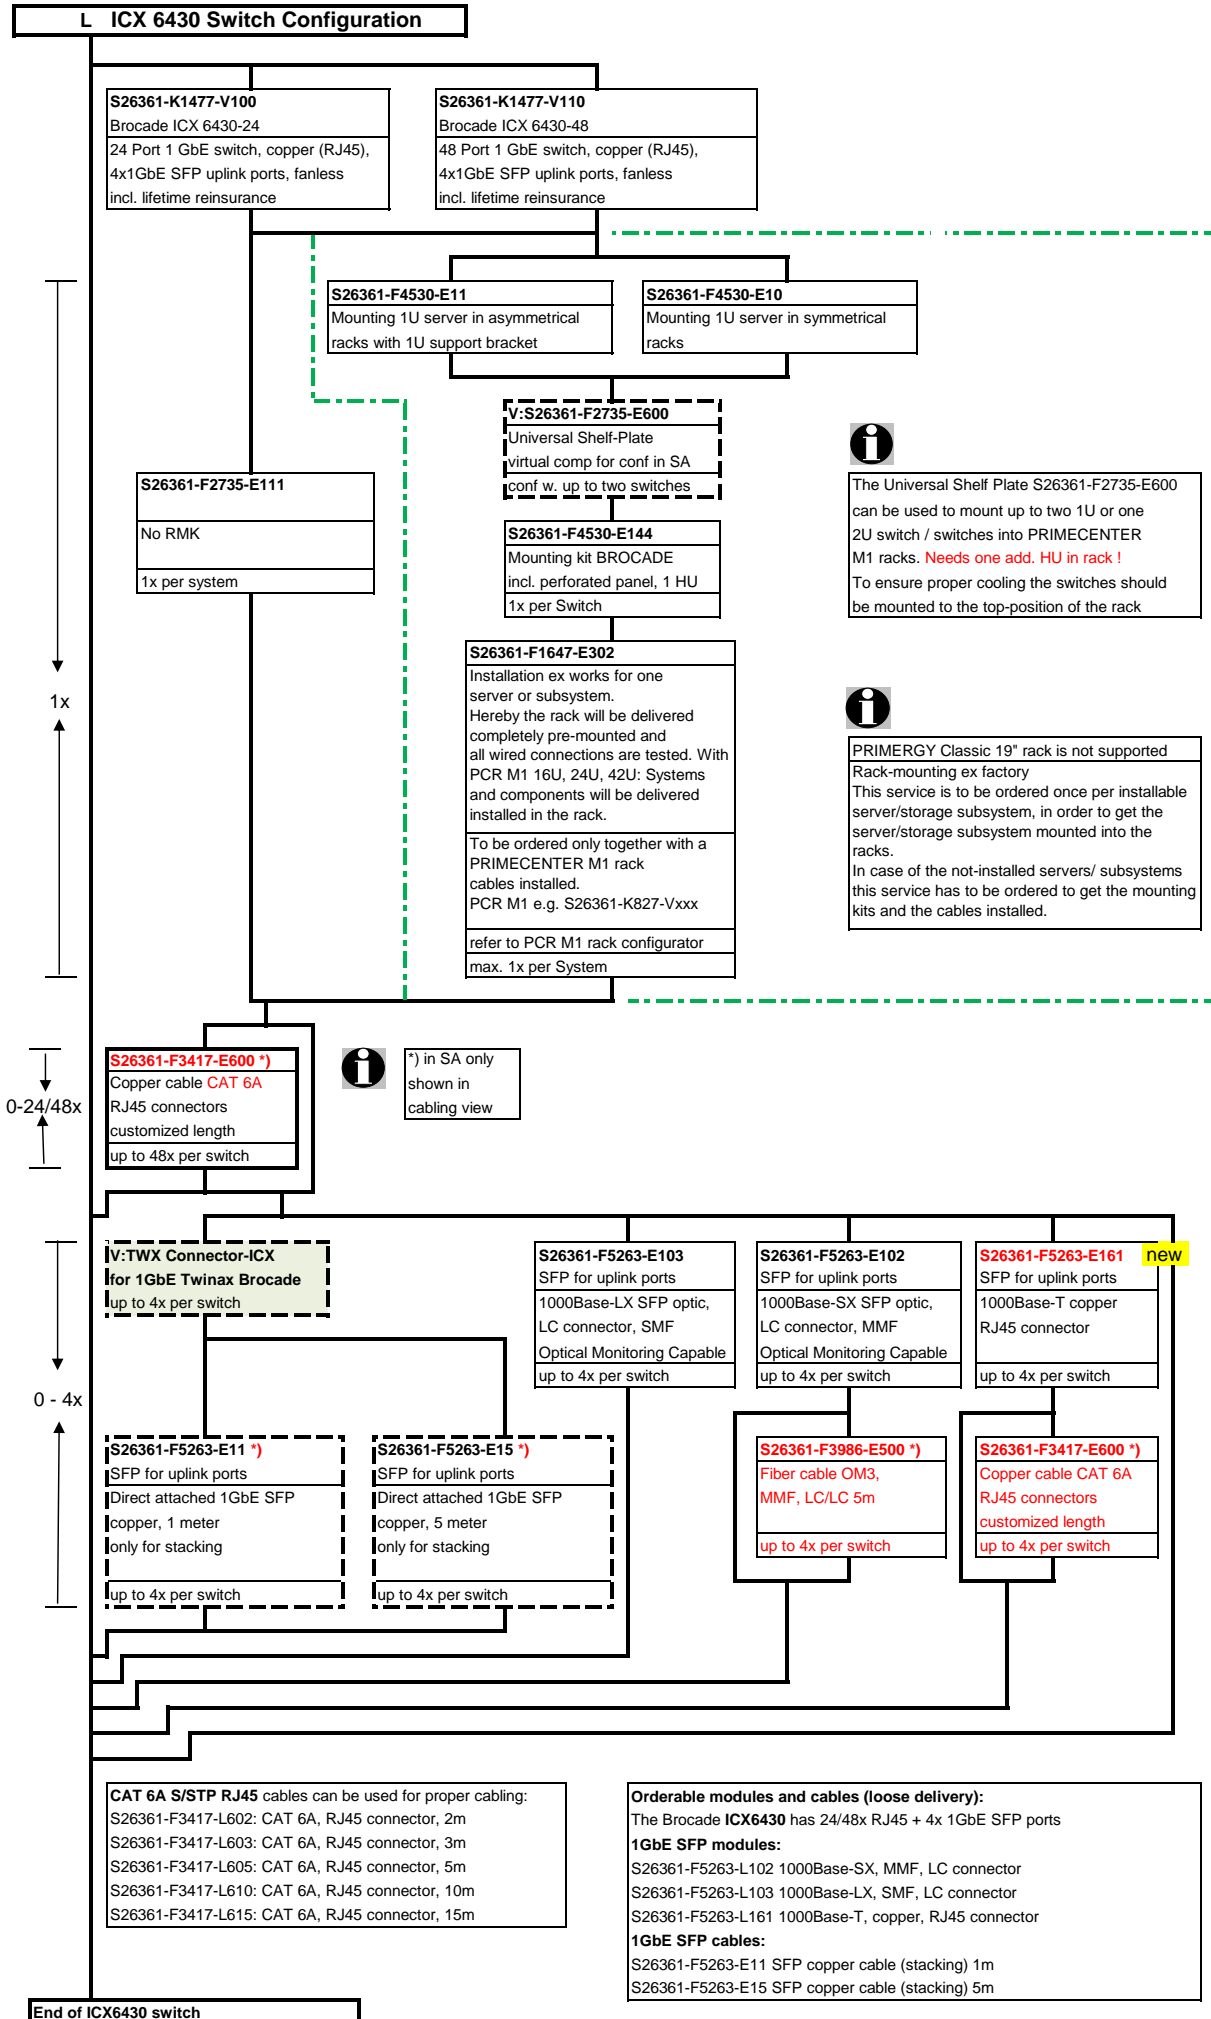 L ICX 6430 Switch Configuration
S26361-K1477-V100
Brocade ICX 6430-24
24 Port 1 GbE switch, copper (RJ45),
4x1GbE SFP uplink ports, fanless
incl. lifetime reinsurance
S26361-K1477-V110
Brocade ICX 6430-48
48 Port 1 GbE switch, copper (RJ45),
4x1GbE SFP uplink ports, fanless
incl. lifetime reinsurance
S26361-F4530-E11
Mounting 1U server in asymmetrical
racks with 1U support bracket
S26361-F4530-E10
Mounting 1U server in symmetrical
racks
V:S26361-F2735-E600
Universal Shelf-Plate
virtual comp for conf in SA
conf w. up to two switches
S26361-F2735-E111
No RMK
1x per system
S26361-F4530-E144
Mounting kit BROCADE
incl. perforated panel, 1 HU
1x per Switch
The Universal Shelf Plate S26361-F2735-E600
can be used to mount up to two 1U or one
2U switch / switches into PRIMECENTER
M1 racks. Needs one add. HU in rack !
To ensure proper cooling the switches should
be mounted to the top-position of the rack
1x
S26361-F1647-E302
Installation ex works for one
server or subsystem.
Hereby the rack will be delivered
completely pre-mounted and
all wired connections are tested. With
PCR M1 16U, 24U, 42U: Systems
and components will be delivered
installed in the rack.
To be ordered only together with a
PRIMECENTER M1 rack
cables installed.
PCR M1 e.g. S26361-K827-Vxxx
refer to PCR M1 rack configurator
max. 1x per System
PRIMERGY Classic 19" rack is not supported
Rack-mounting ex factory
This service is to be ordered once per installable
server/storage subsystem, in order to get the
server/storage subsystem mounted into the
racks.
In case of the not-installed servers/ subsystems
this service has to be ordered to get the mounting
kits and the cables installed.
0-24/48x
S26361-F3417-E600 *)
Copper cable CAT 6A
RJ45 connectors
customized length
up to 48x per switch
*) in SA only
shown in
cabling view
0 - 4x
V:TWX Connector-ICX
for 1GbE Twinax Brocade
up to 4x per switch
S26361-F5263-E103
SFP for uplink ports
1000Base-LX SFP optic,
LC connector, SMF
Optical Monitoring Capable
up to 4x per switch
S26361-F5263-E102
SFP for uplink ports
1000Base-SX SFP optic,
LC connector, MMF
Optical Monitoring Capable
up to 4x per switch
S26361-F5263-E161
new
SFP for uplink ports
1000Base-T copper
RJ45 connector
up to 4x per switch
S26361-F5263-E11 *)
SFP for uplink ports
Direct attached 1GbE SFP
copper, 1 meter
only for stacking
up to 4x per switch
S26361-F5263-E15 *)
SFP for uplink ports
Direct attached 1GbE SFP
copper, 5 meter
only for stacking
up to 4x per switch
S26361-F3986-E500 *)
Fiber cable OM3,
MMF, LC/LC 5m
up to 4x per switch
S26361-F3417-E600 *)
Copper cable CAT 6A
RJ45 connectors
customized length
up to 4x per switch
CAT 6A S/STP RJ45 cables can be used for proper cabling:
S26361-F3417-L602: CAT 6A, RJ45 connector, 2m
S26361-F3417-L603: CAT 6A, RJ45 connector, 3m
S26361-F3417-L605: CAT 6A, RJ45 connector, 5m
S26361-F3417-L610: CAT 6A, RJ45 connector, 10m
S26361-F3417-L615: CAT 6A, RJ45 connector, 15m
Orderable modules and cables (loose delivery):
The Brocade ICX6430 has 24/48x RJ45 + 4x 1GbE SFP ports
1GbE SFP modules:
S26361-F5263-L102 1000Base-SX, MMF, LC connector
S26361-F5263-L103 1000Base-LX, SMF, LC connector
S26361-F5263-L161 1000Base-T, copper, RJ45 connector
1GbE SFP cables:
S26361-F5263-E11 SFP copper cable (stacking) 1m
S26361-F5263-E15 SFP copper cable (stacking) 5m
End of ICX6430 switch